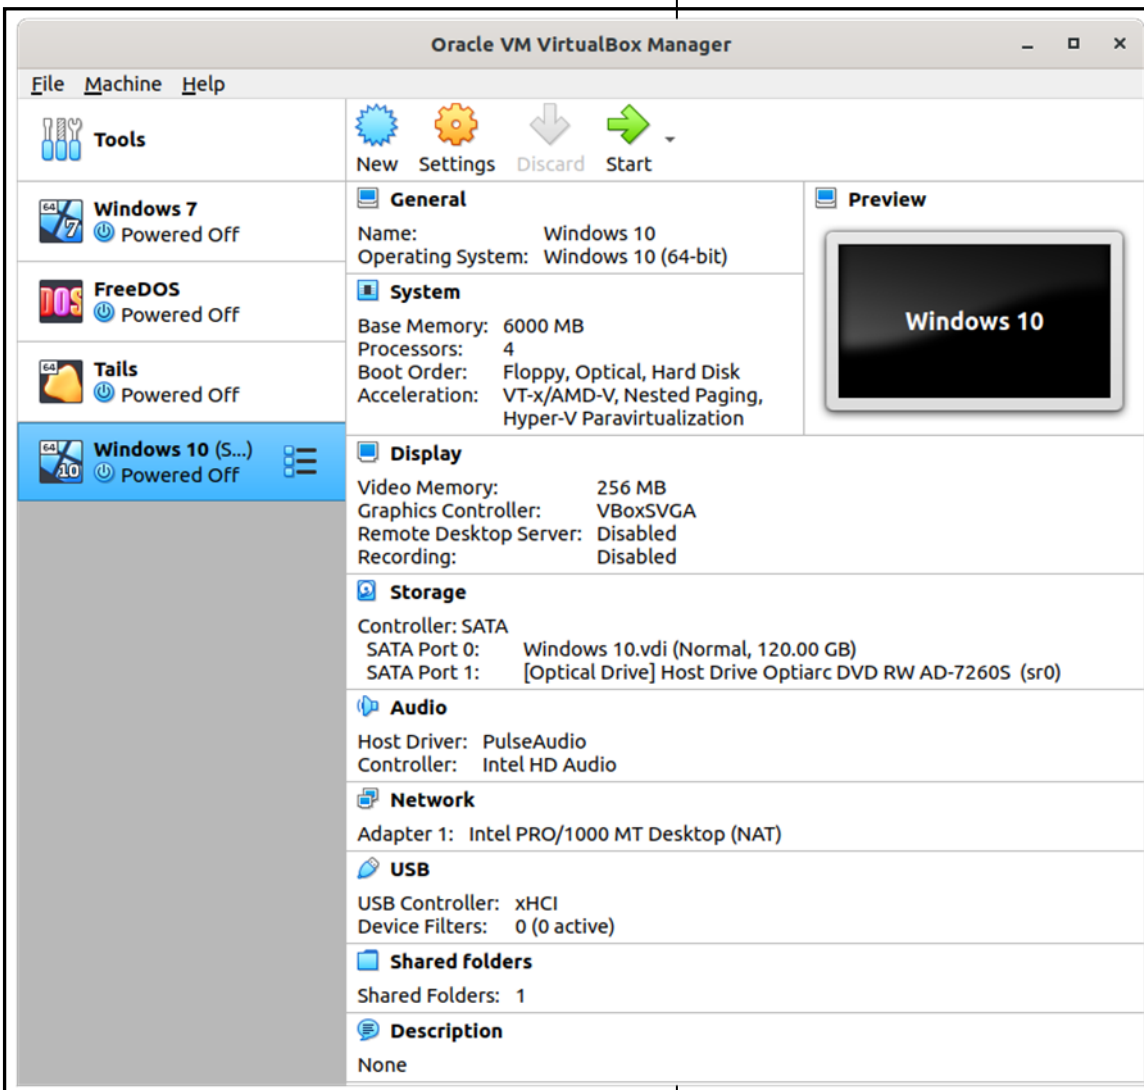 Oracle VM VirtualBox Manager
File Machine Help
Tools
New Settings Discard Start
64 7
Windows 7
Powered Off
DOS
FreeDOS
Powered Off
64
Tails
Powered Off
64 10
Windows 10 (S...)
Powered Off
General
Name: Windows 10
Operating System: Windows 10 (64-bit)
Preview
Windows 10
System
Base Memory: 6000 MB
Processors: 4
Boot Order: Floppy, Optical, Hard Disk
Acceleration: VT-x/AMD-V, Nested Paging,
Hyper-V Paravirtualization
Display
Video Memory: 256 MB
Graphics Controller: VBoxSVGA
Remote Desktop Server: Disabled
Recording: Disabled
Storage
Controller: SATA
SATA Port 0: Windows 10.vdi (Normal, 120.00 GB)
SATA Port 1: [Optical Drive] Host Drive Optiarc DVD RW AD-7260S (sr0)
Audio
Host Driver: PulseAudio
Controller: Intel HD Audio
Network
Adapter 1: Intel PRO/1000 MT Desktop (NAT)
USB
USB Controller: xHCI
Device Filters: 0 (0 active)
Shared folders
Shared Folders: 1
Description
None